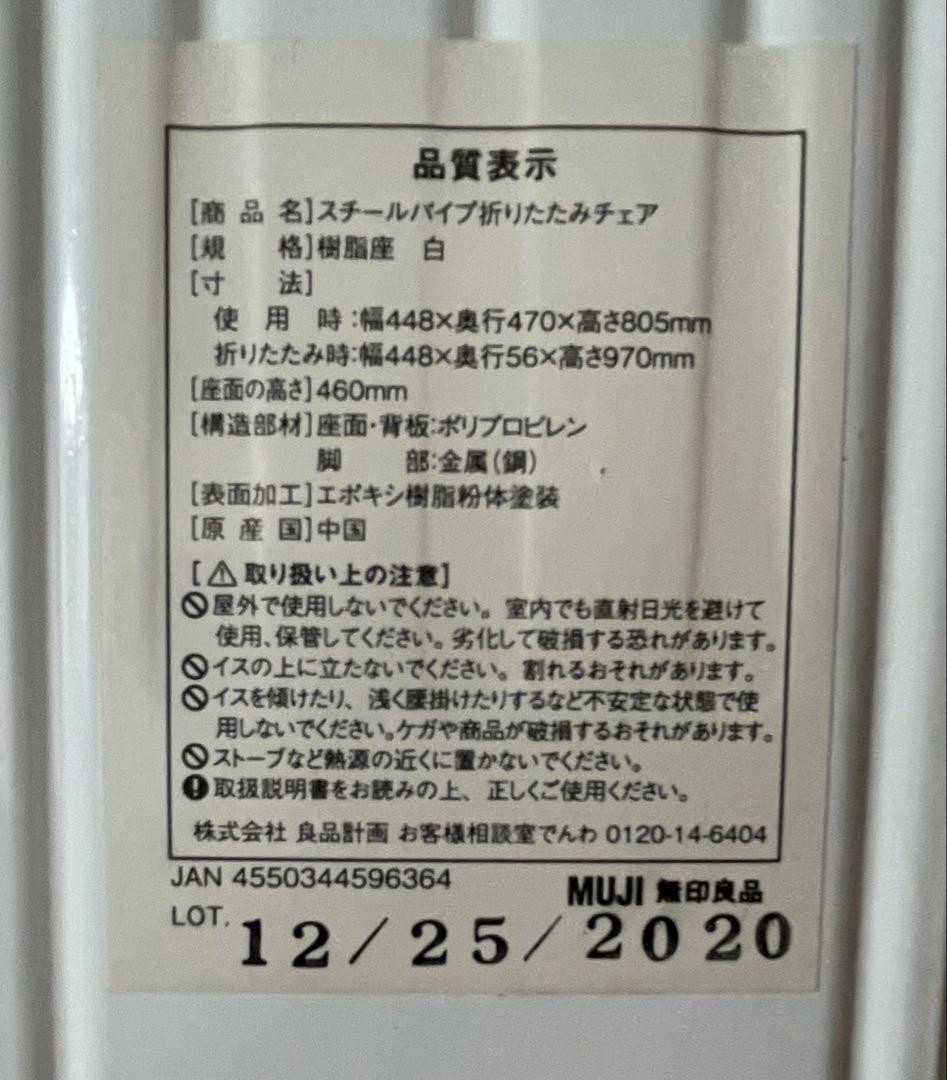 品質表示
[商品名]スチールパイプ折りたたみチェア
[規 格]樹脂座 白
[寸 法]
使用時:幅448×奥行470×高さ805mm
折りたたみ時:幅448×奥行56×高さ970mm
[座面の高さ]460mm
[構造部材]座面・背板:ポリプロピレン
脚 部:金属(鋼)
[表面加工]エポキシ樹脂粉体塗装
[原産国]中国
[⚠取り扱い上の注意]
屋外で使用しないでください。室内でも直射日光を避けて
使用、保管してください。劣化して破損する恐れがあります。
イスの上に立たないでください。割れるおそれがあります。
イスを傾けたり、浅く腰掛けたりするなど不安定な状態で使
用しないでください。ケガや商品が破損するおそれがあります。
ストーブなど熱源の近くに置かないでください。
取扱説明書をお読みの上、正しくご使用ください。
株式会社 良品計画 お客様相談室でんわ 0120-14-6404
JAN 4550344596364
MUJI 無印良品
LOT. 12/25/2020